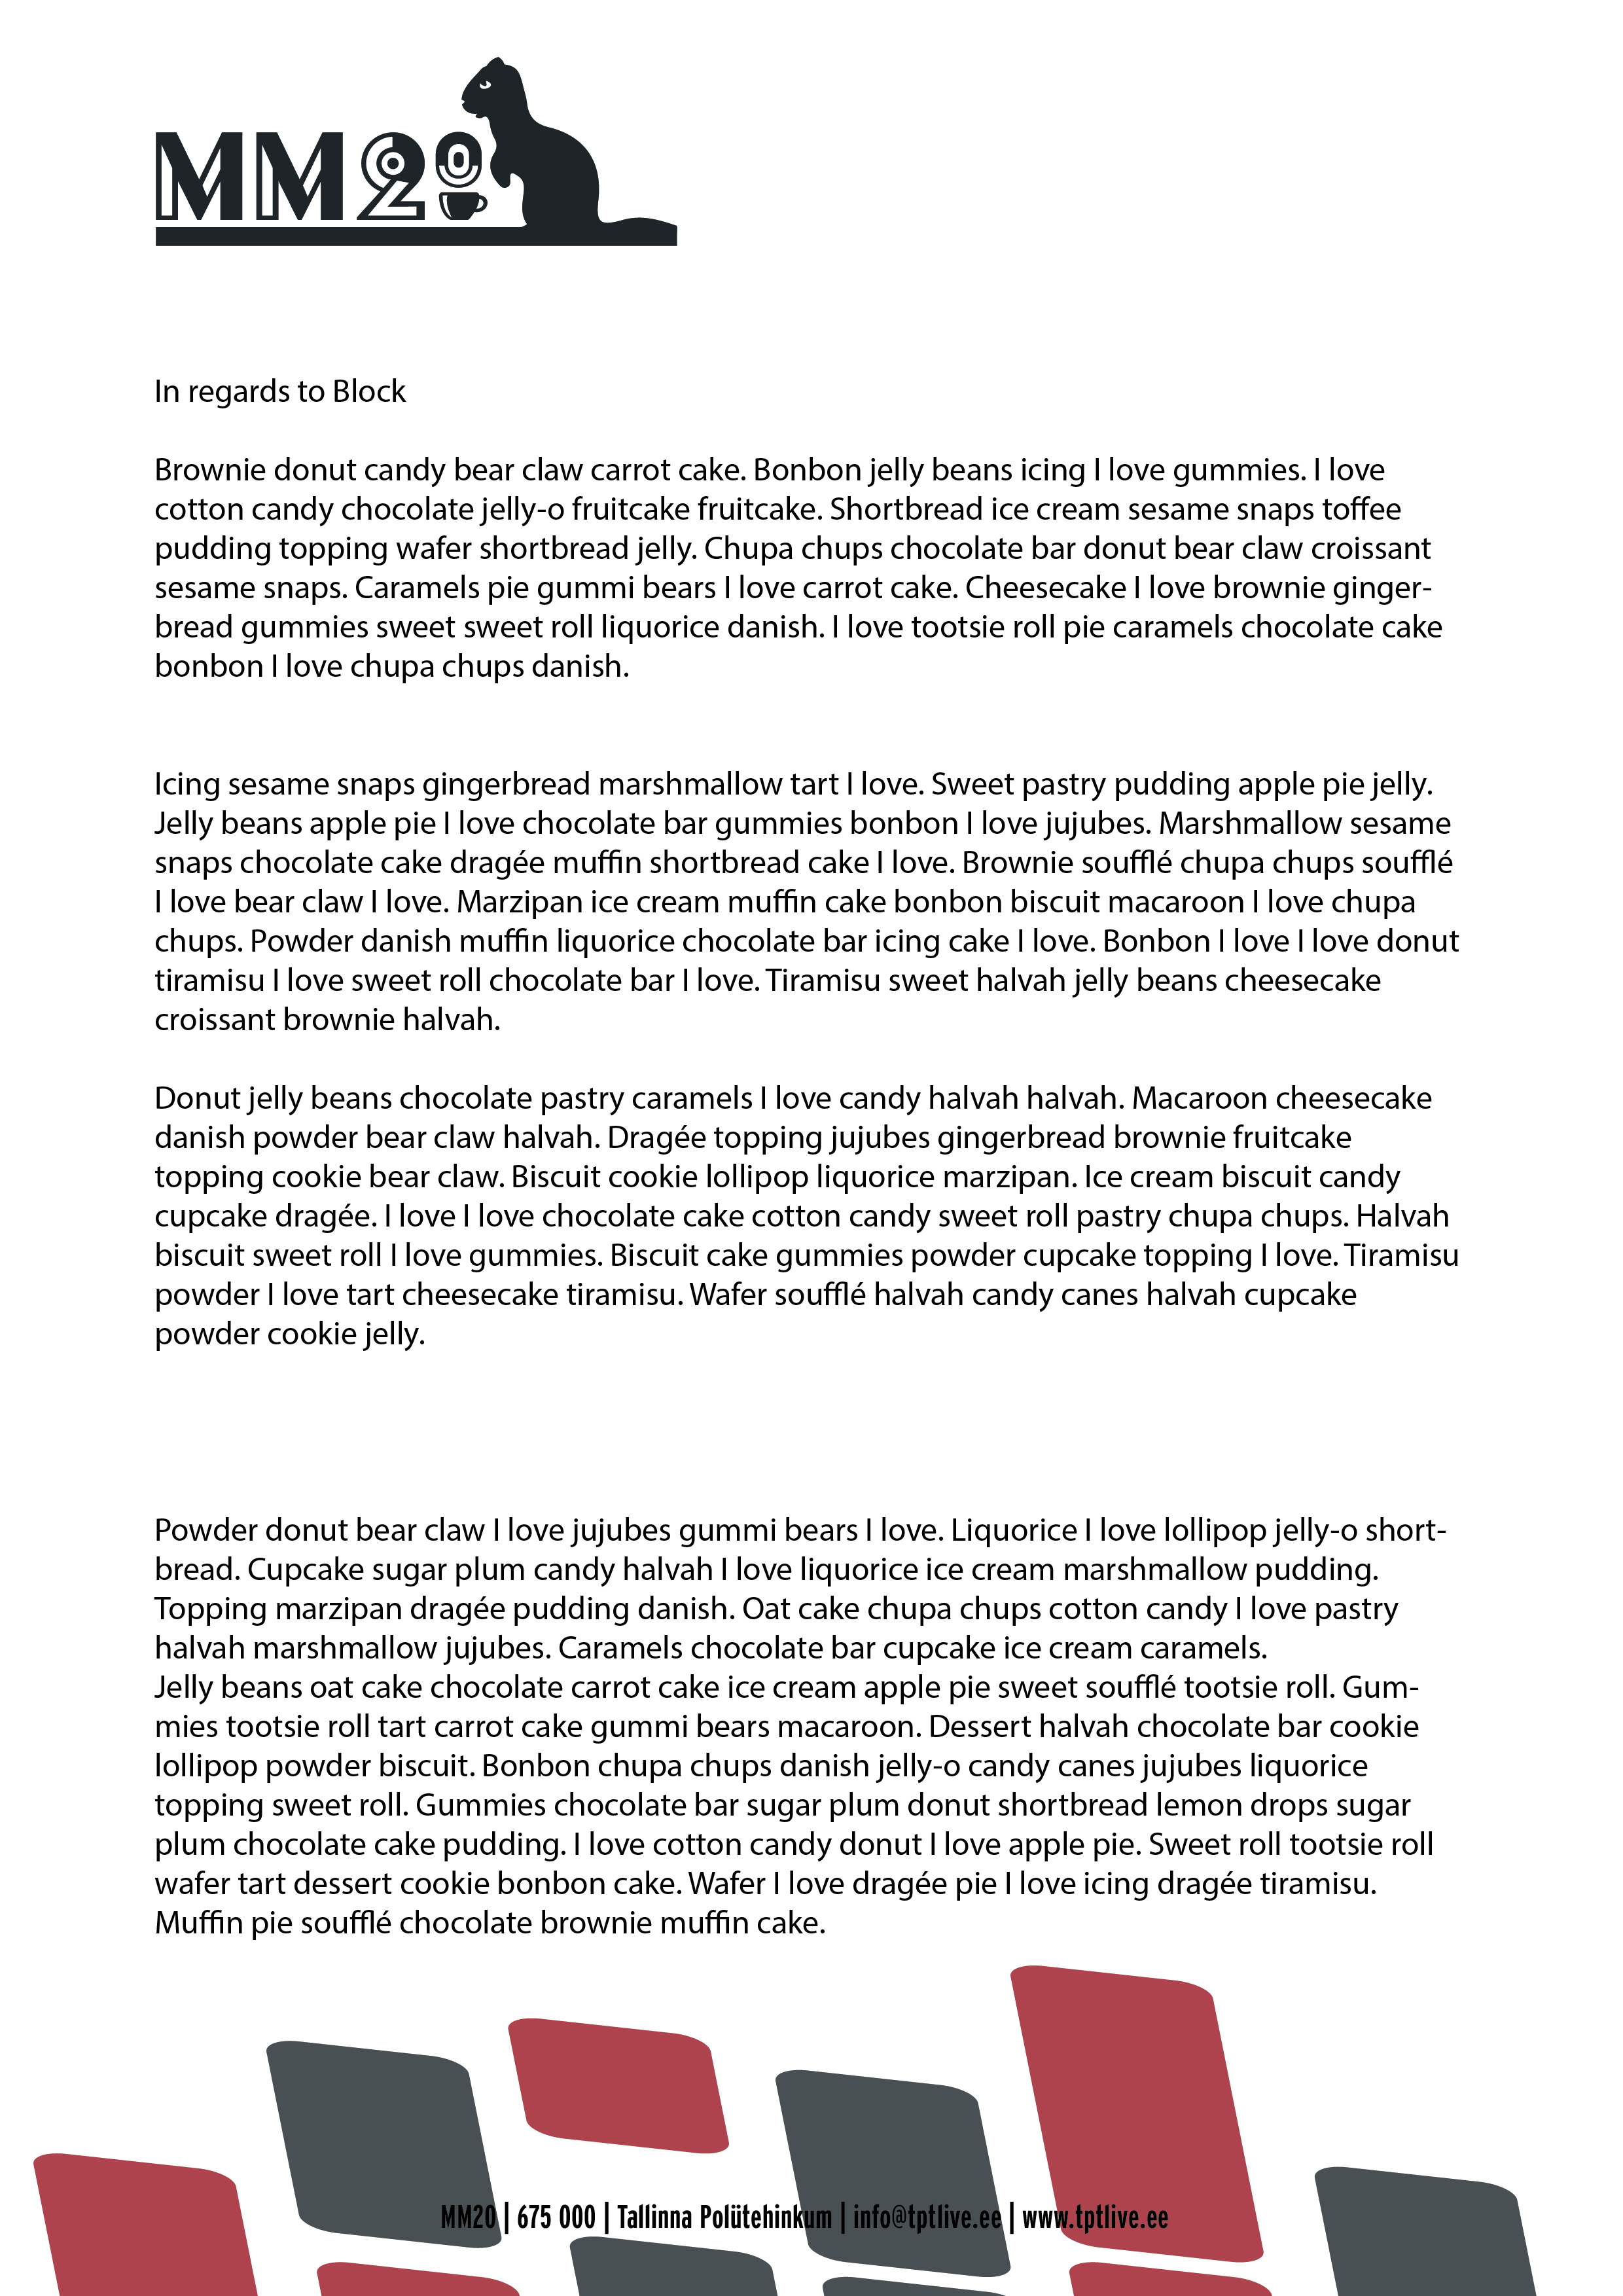 MM20
In regards to Block
Brownie donut candy bear claw carrot cake. Bonbon jelly beans icing I love gummies. I love
cotton candy chocolate jelly-o fruitcake fruitcake. Shortbread ice cream sesame snaps toffee
pudding topping wafer shortbread jelly. Chupa chups chocolate bar donut bear claw croissant
sesame snaps. Caramels pie gummi bears I love carrot cake. Cheesecake I love brownie ginger-
bread gummies sweet sweet roll liquorice danish. I love tootsie roll pie caramels chocolate cake
bonbon I love chupa chups danish.
Icing sesame snaps gingerbread marshmallow tart I love. Sweet pastry pudding apple pie jelly.
Jelly beans apple pie I love chocolate bar gummies bonbon I love jujubes. Marshmallow sesame
snaps chocolate cake dragée muffin shortbread cake I love. Brownie soufflé chupa chups soufflé
I love bear claw I love. Marzipan ice cream muffin cake bonbon biscuit macaroon I love chupa
chups. Powder danish muffin liquorice chocolate bar icing cake I love. Bonbon I love I love donut
tiramisu I love sweet roll chocolate bar I love. Tiramisu sweet halvah jelly beans cheesecake
croissant brownie halvah.
Donut jelly beans chocolate pastry caramels I love candy halvah halvah. Macaroon cheesecake
danish powder bear claw halvah. Dragée topping jujubes gingerbread brownie fruitcake
topping cookie bear claw. Biscuit cookie lollipop liquorice marzipan. Ice cream biscuit candy
cupcake dragée. I love I love chocolate cake cotton candy sweet roll pastry chupa chups. Halvah
biscuit sweet roll I love gummies. Biscuit cake gummies powder cupcake topping I love. Tiramisu
powder I love tart cheesecake tiramisu. Wafer soufflé halvah candy canes halvah cupcake
powder cookie jelly.
Powder donut bear claw I love jujubes gummi bears I love. Liquorice I love lollipop jelly-o short-
bread. Cupcake sugar plum candy halvah I love liquorice ice cream marshmallow pudding.
Topping marzipan dragée pudding danish. Oat cake chupa chups cotton candy I love pastry
halvah marshmallow jujubes. Caramels chocolate bar cupcake ice cream caramels.
Jelly beans oat cake chocolate carrot cake ice cream apple pie sweet soufflé tootsie roll. Gum-
mies tootsie roll tart carrot cake gummi bears macaroon. Dessert halvah chocolate bar cookie
lollipop powder biscuit. Bonbon chupa chups danish jelly-o candy canes jujubes liquorice
topping sweet roll. Gummies chocolate bar sugar plum donut shortbread lemon drops sugar
plum chocolate cake pudding. I love cotton candy donut I love apple pie. Sweet roll tootsie roll
wafer tart dessert cookie bonbon cake. Wafer I love dragée pie I love icing dragée tiramisu.
Muffin pie soufflé chocolate brownie muffin cake.
MM20 | 675 000 | Tallinna Polütehinkum | info@tptlive.ee | www.tptlive.ee